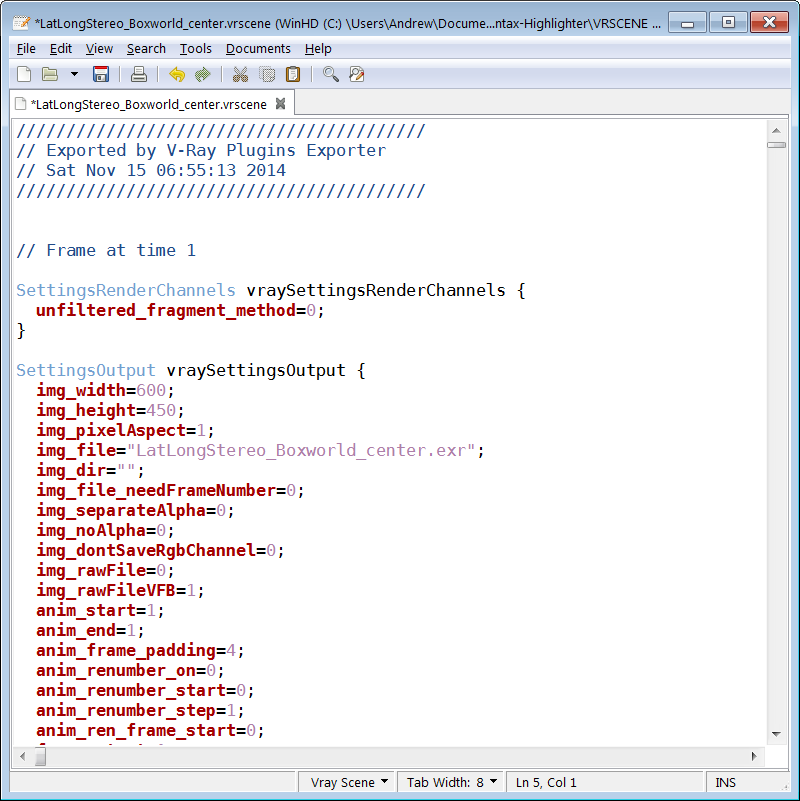 *LatLongStereo_Boxworld_center.vrscene (WinHD (C:) \Users\Andrew\Docume...ntax-Highlighter\VRSCENE ...
File Edit View Search Tools Documents Help
*LatLongStereo_Boxworld_center.vrscene
/////////////////////////////////////////
// Exported by V-Ray Plugins Exporter
// Sat Nov 15 06:55:13 2014
/////////////////////////////////////////
// Frame at time 1
SettingsRenderChannels vraySettingsRenderChannels {
  unfiltered_fragment_method=0;
}
SettingsOutput vraySettingsOutput {
  img_width=600;
  img_height=450;
  img_pixelAspect=1;
  img_file="LatLongStereo_Boxworld_center.exr";
  img_dir="";
  img_file_needFrameNumber=0;
  img_separateAlpha=0;
  img_noAlpha=0;
  img_dontSaveRgbChannel=0;
  img_rawFile=0;
  img_rawFileVFB=1;
  anim_start=1;
  anim_end=1;
  anim_frame_padding=4;
  anim_renumber_on=0;
  anim_renumber_start=0;
  anim_renumber_step=1;
  anim_ren_frame_start=0;
Vray Scene Tab Width: 8 Ln 5, Col 1 INS